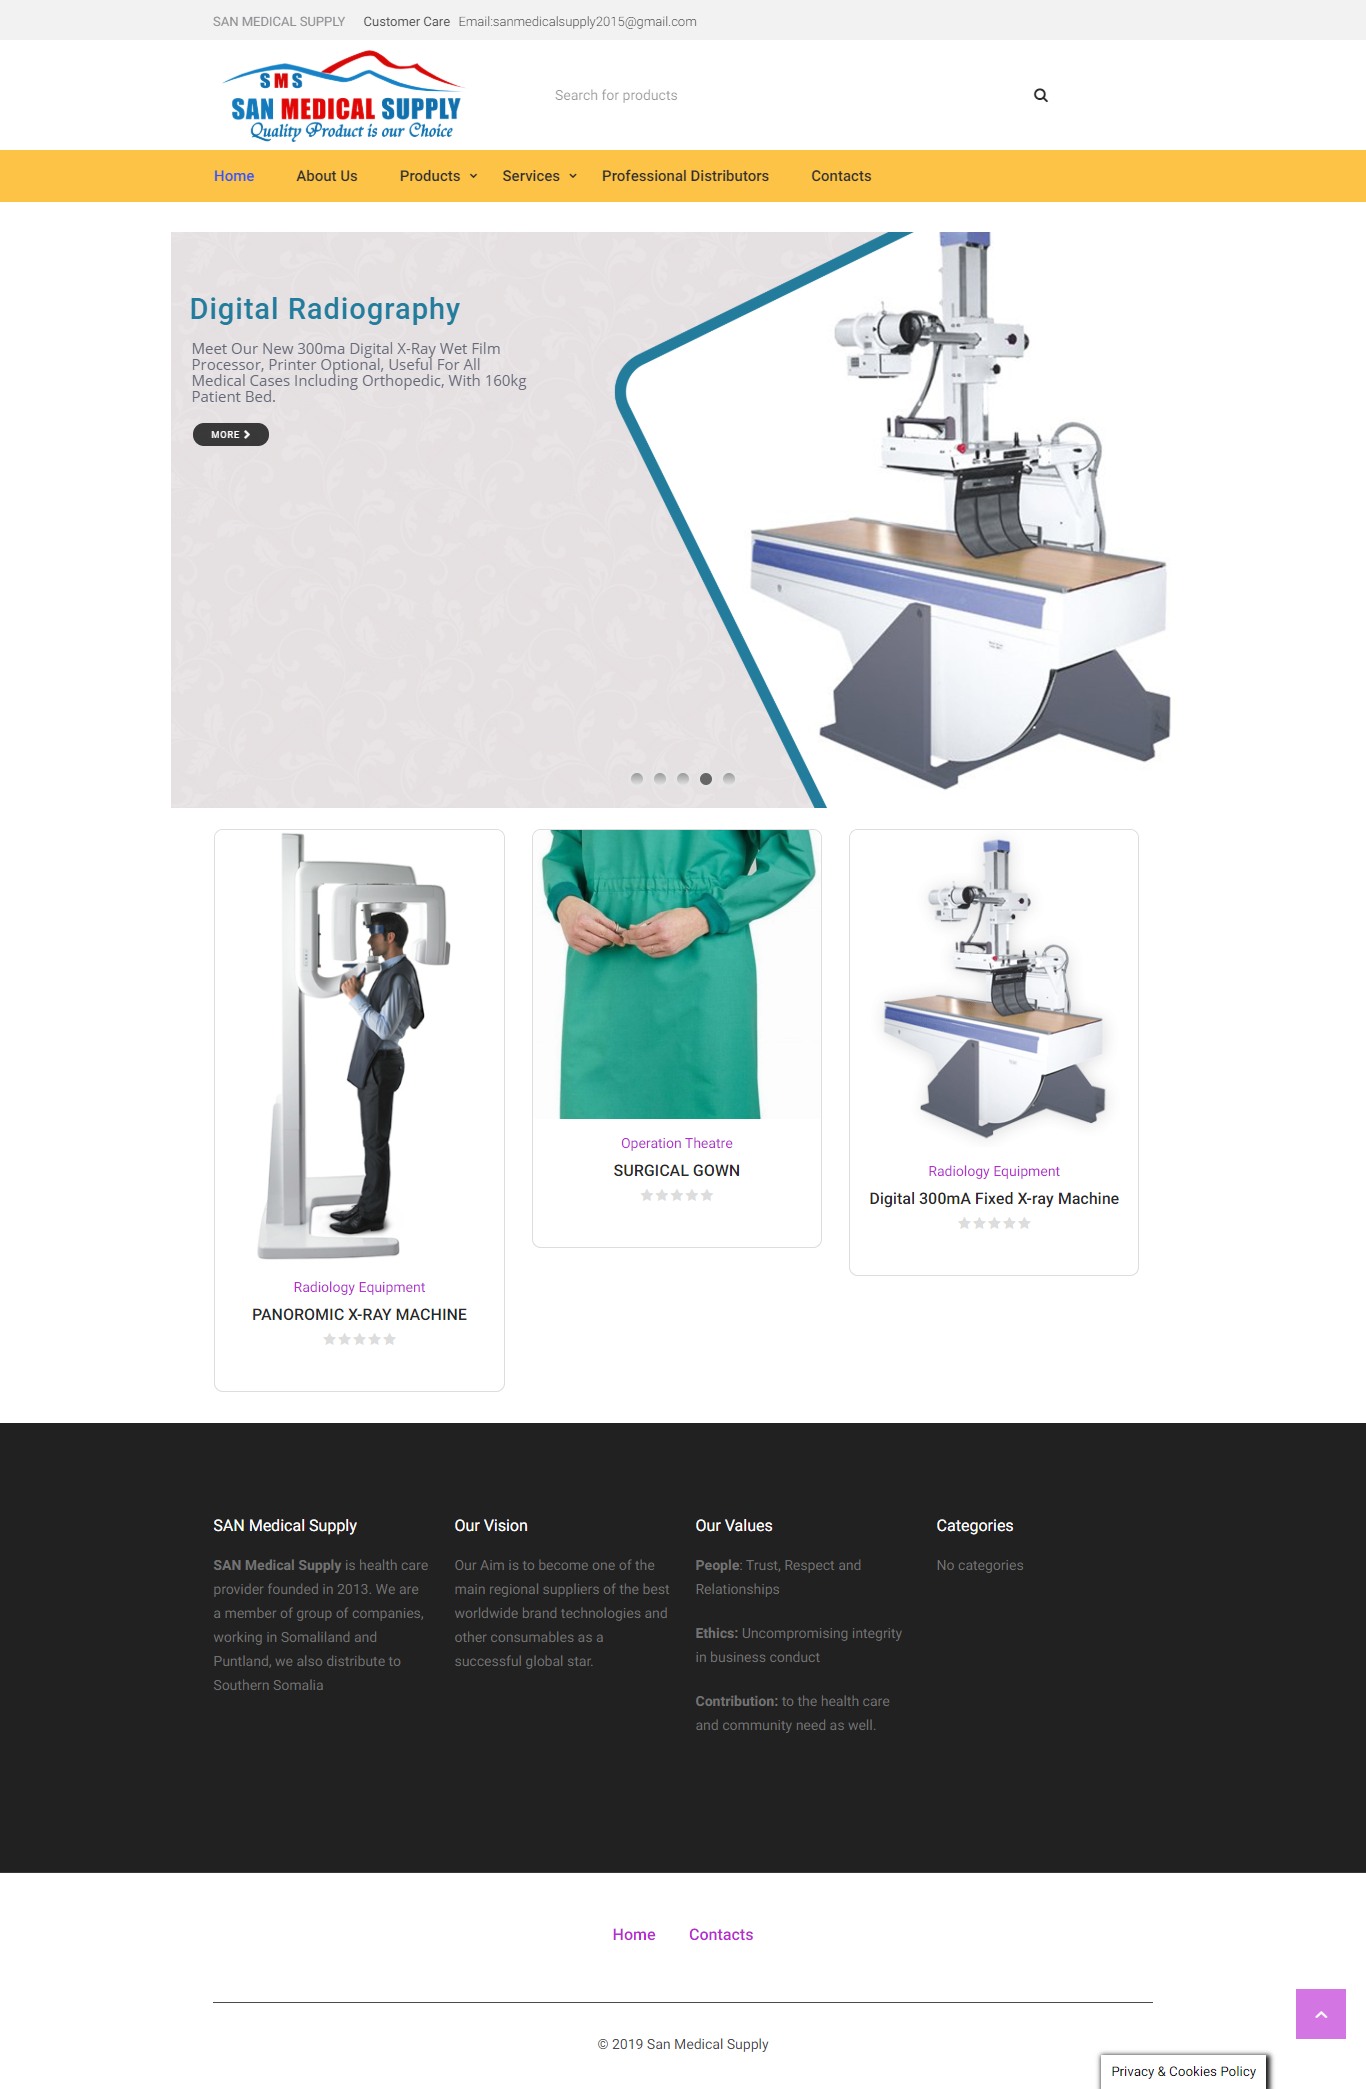 SAN MEDICAL SUPPLY Customer Care Email:sanmedicalsupply2015@gmail.com
SMS
SAN MEDICAL SUPPLY
Quality Product is our Choice
Search for products
Home About Us Products Services Professional Distributors Contacts
Digital Radiography
Meet Our New 300ma Digital X-Ray Wet Film
Processor, Printer Optional, Useful For All
Medical Cases Including Orthopedic, With 160kg
Patient Bed.
MORE
Radiology Equipment
PANOROMIC X-RAY MACHINE
Operation Theatre
SURGICAL GOWN
Radiology Equipment
Digital 300mA Fixed X-ray Machine
SAN Medical Supply
SAN Medical Supply is health care
provider founded in 2013. We are
a member of group of companies,
working in Somaliland and
Puntland, we also distribute to
Southern Somalia
Our Vision
Our Aim is to become one of the
main regional suppliers of the best
worldwide brand technologies and
other consumables as a
successful global star.
Our Values
People: Trust, Respect and
Relationships
Ethics: Uncompromising integrity
in business conduct
Contribution: to the health care
and community need as well.
Categories
No categories
Home Contacts
© 2019 San Medical Supply
Privacy & Cookies Policy